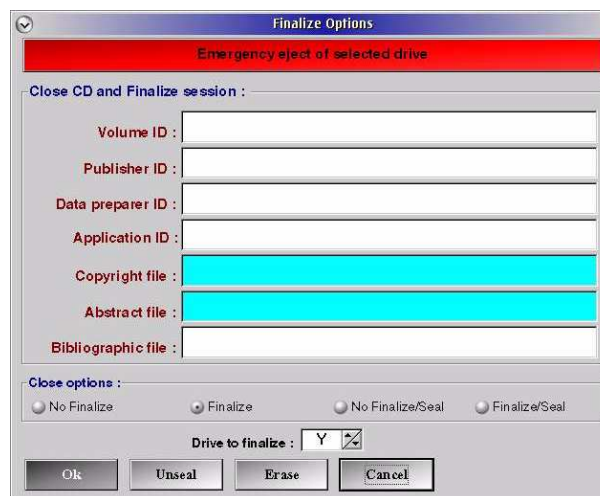 Finalize Options
Emergency eject of selected drive
Close CD and Finalize session :
Volume ID :
Publisher ID :
Data preparer ID :
Application ID :
Copyright file :
Abstract file :
Bibliographic file :
Close options :
No Finalize Finalize No Finalize/Seal Finalize/Seal
Drive to finalize : Y
Ok Unseal Erase Cancel